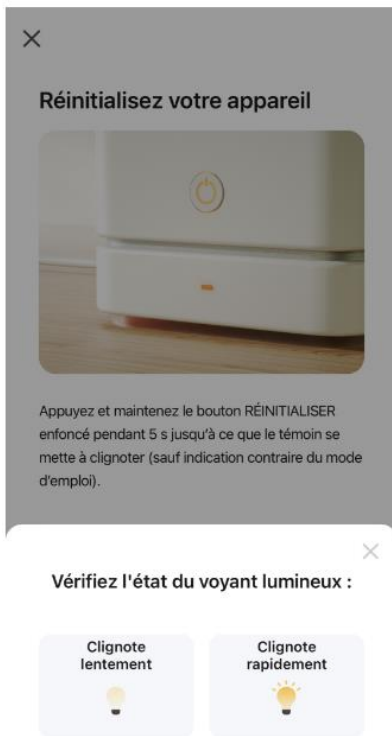 Réinitialisez votre appareil
Appuyez et maintenez le bouton RÉINITIALISER
enfoncé pendant 5 s jusqu'à ce que le témoin se
mette à clignoter (sauf indication contraire du mode
d'emploi).
Vérifiez l'état du voyant lumineux :
Clignote
lentement
Clignote
rapidement